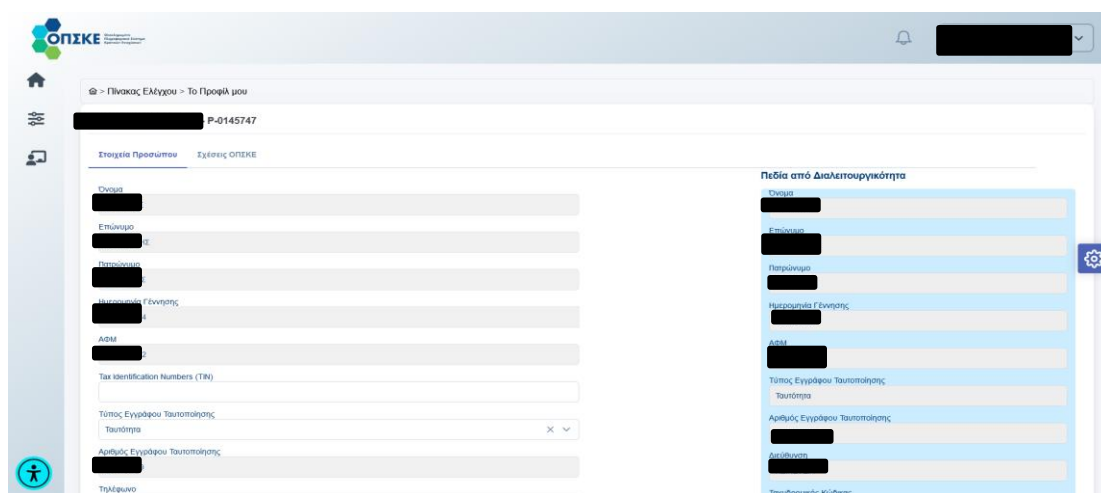 ΟΠΣΚΕ
> Πίνακας Ελέγχου > Το Προφίλ μου
P-0145747
Στοιχεία Προσώπου Σχέσεις ΟΠΣΚΕ
Όνομα
Επώνυμο
Πατρώνυμο
Ημερομηνία Γέννησης
ΑΦΜ
Tax Identification Numbers (TIN)
Τύπος Εγγράφου Ταυτοποίησης
Ταυτότητα
Αριθμός Εγγράφου Ταυτοποίησης
Τηλέφωνο
Πεδία από Διαλειτουργικότητα
Όνομα
Επώνυμο
Πατρώνυμο
Ημερομηνία Γέννησης
ΑΦΜ
Τύπος Εγγράφου Ταυτοποίησης
Ταυτότητα
Αριθμός Εγγράφου Ταυτοποίησης
Διεύθυνση
Ταχυδρομικός Κώδικας